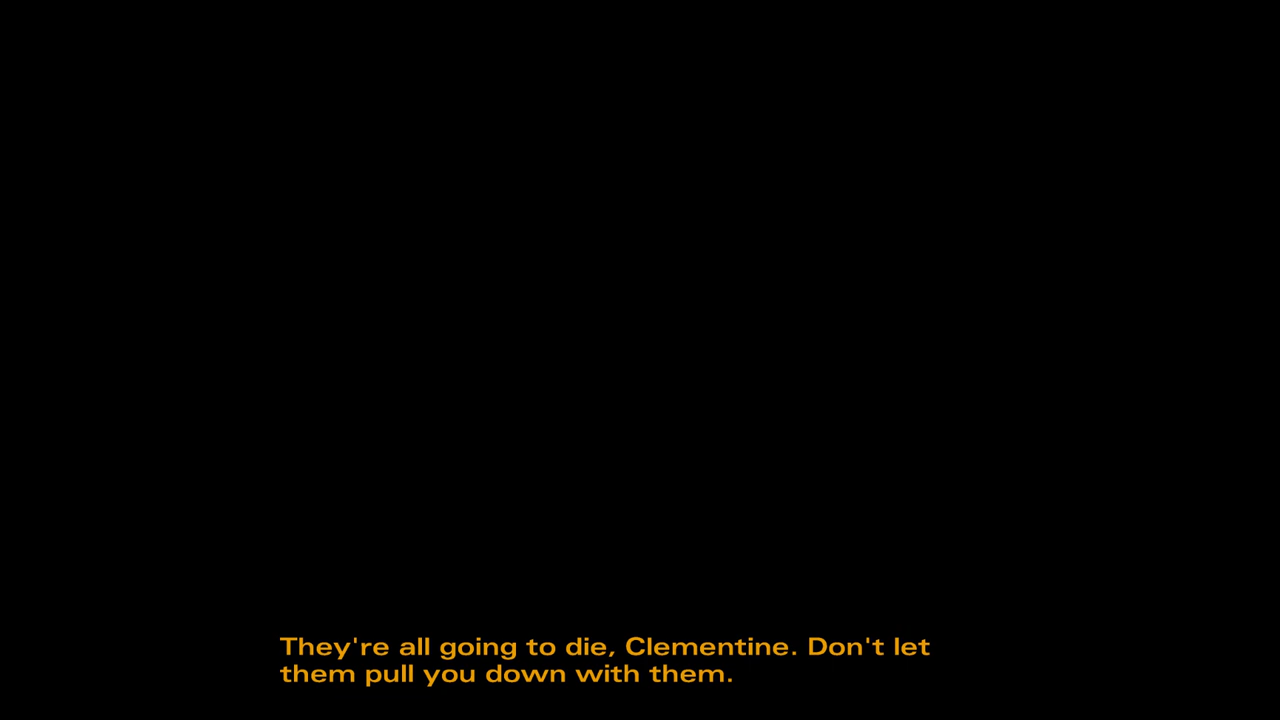 They're all going to die, Clementine. Don't let
them pull you down with them.